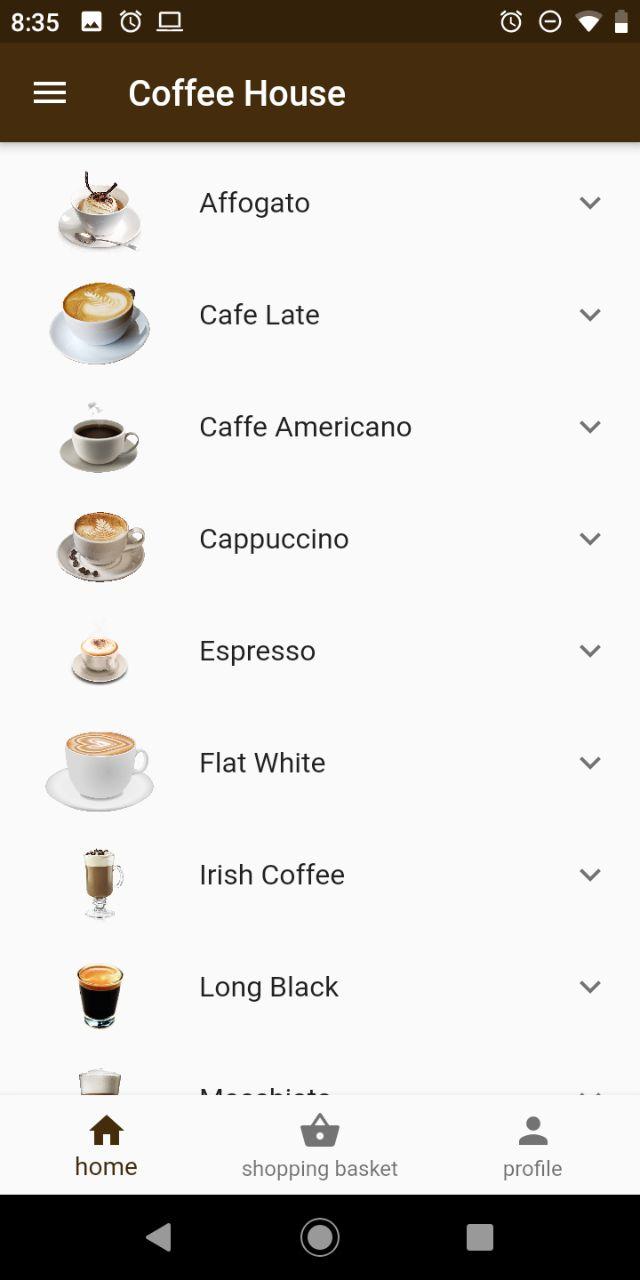 8:35
Coffee House
Affogato
Cafe Late
Caffe Americano
Cappuccino
Espresso
Flat White
Irish Coffee
Long Black
home
shopping basket
profile